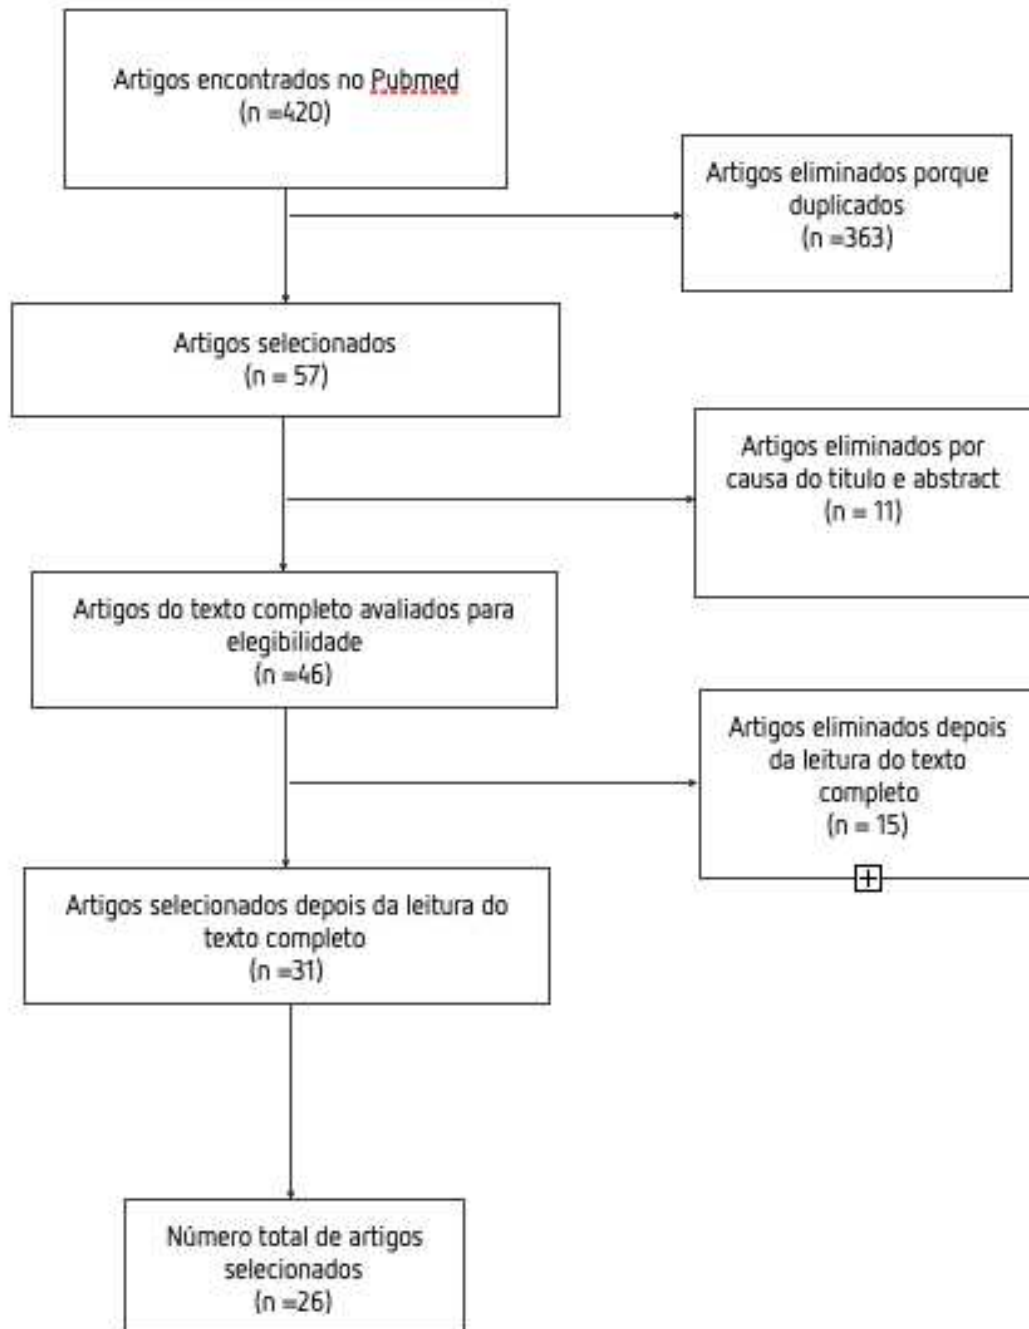 Artigos encontrados no Pubmed
(n =420)
Artigos eliminados porque
duplicados
(n =363)
Artigos selecionados
(n = 57)
Artigos eliminados por
causa do titulo e abstract
(n = 11)
Artigos do texto completo avaliados para
elegibilidade
(n =46)
Artigos eliminados depois
da leitura do texto
completo
(n = 15)
Artigos selecionados depois da leitura do
texto completo
(n =31)
Número total de artigos
selecionados
(n =26)